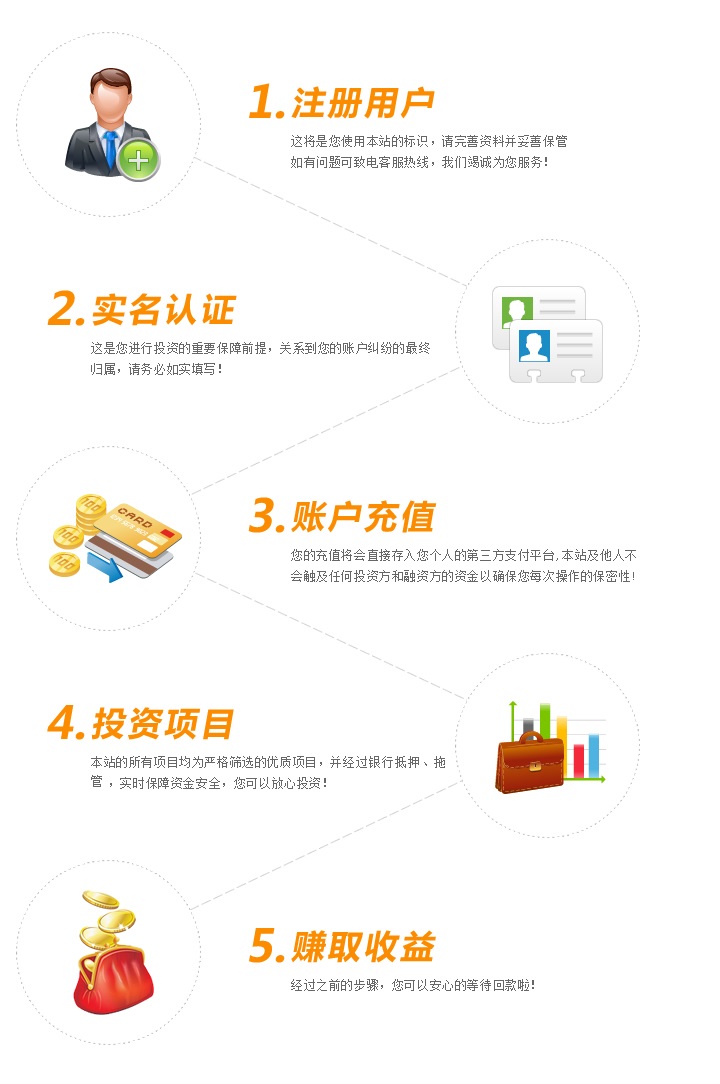 1.注册用户
这将是您使用本站的标识，请完善资料并妥善保管
如有问题可致电客服热线，我们竭诚为您服务！
2.实名认证
这是您进行投资的重要保障前提，关系到您的账户纠纷的最终
归属，请务必如实填写！
100
100
100
CARD
3.账户充值
您的充值将会直接存入您个人的第三方支付平台,本站及他人不
会触及任何投资方和融资方的资金以确保您每次操作的保密性！
4.投资项目
本站的所有项目均为严格筛选的优质项目，并经过银行抵押、拖
管 ，实时保障资金安全，您可以放心投资！
5.赚取收益
经过之前的步骤，您可以安心的等待回款啦！